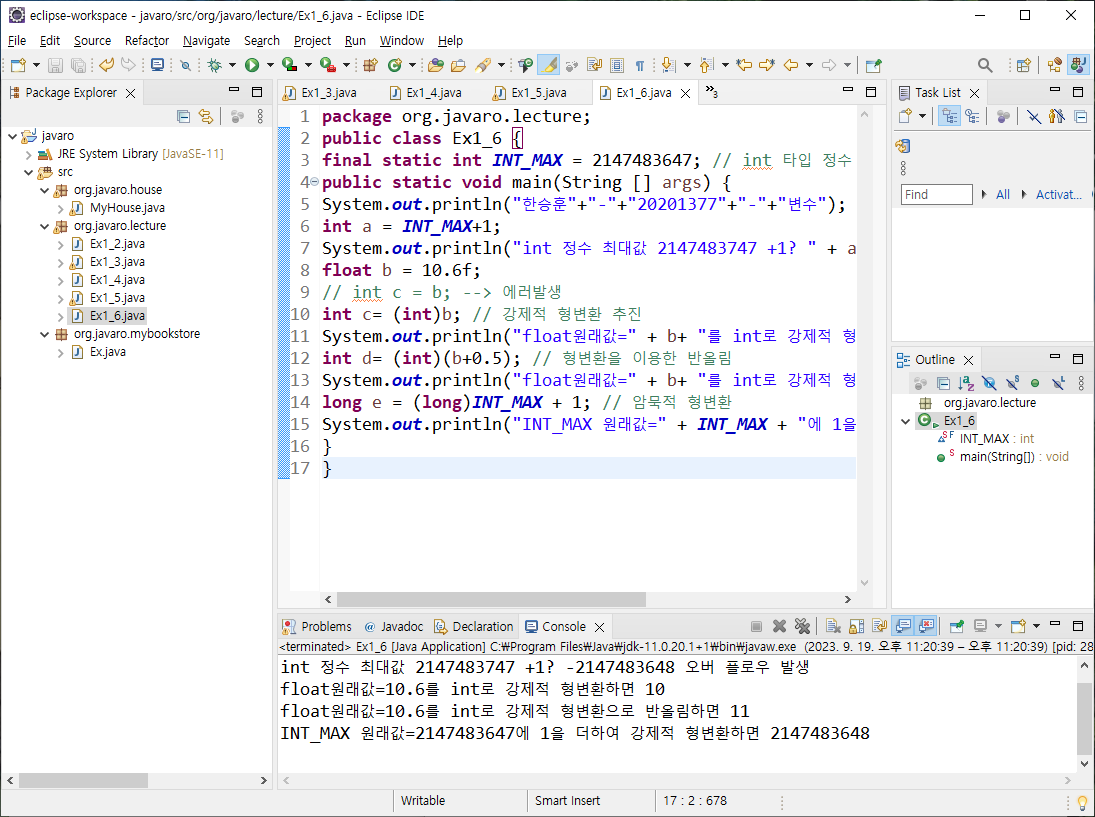 eclipse-workspace - javaro/src/org/javaro/lecture/Ex1_6.java - Eclipse IDE
File Edit Source Refactor Navigate Search Project Run Window Help
Package Explorer
javaro
JRE System Library [JavaSE-11]
src
org.javaro.house
MyHouse.java
org.javaro.lecture
Ex1_2.java
Ex1_3.java
Ex1_4.java
Ex1_5.java
Ex1_6.java
org.javaro.mybookstore
Ex.java
Ex1_3.java Ex1_4.java Ex1_5.java Ex1_6.java »3
1 package org.javaro.lecture;
2 public class Ex1_6 {
3 final static int INT_MAX = 2147483647; // int 타입 정수
4 public static void main(String [] args) {
5 System.out.println("한승훈"+"-"+"20201377"+"-"+"변수");
6 int a = INT_MAX+1;
7 System.out.println("int 정수 최대값 2147483747 +1? " + a
8 float b = 10.6f;
9 // int c = b; --> 에러발생
10 int c= (int)b; // 강제적 형변환 추진
11 System.out.println("float원래값=" + b+ "를 int로 강제적 형
12 int d= (int)(b+0.5); // 형변환을 이용한 반올림
13 System.out.println("float원래값=" + b+ "를 int로 강제적 형
14 long e = (long)INT_MAX + 1; // 암묵적 형변환
15 System.out.println("INT_MAX 원래값=" + INT_MAX + "에 1을
16 }
17 }
Task List
Find All Activat...
Outline
org.javaro.lecture
Ex1_6
INT_MAX : int
main(String[]) : void
Problems Javadoc Declaration Console
<terminated> Ex1_6 [Java Application] C:₩Program Files₩Java₩jdk-11.0.20.1+1₩bin₩javaw.exe (2023. 9. 19. 오후 11:20:39 – 오후 11:20:39) [pid: 28
int 정수 최대값 2147483747 +1? -2147483648 오버 플로우 발생
float원래값=10.6를 int로 강제적 형변환하면 10
float원래값=10.6를 int로 강제적 형변환으로 반올림하면 11
INT_MAX 원래값=2147483647에 1을 더하여 강제적 형변환하면 2147483648
Writable Smart Insert 17 : 2 : 678